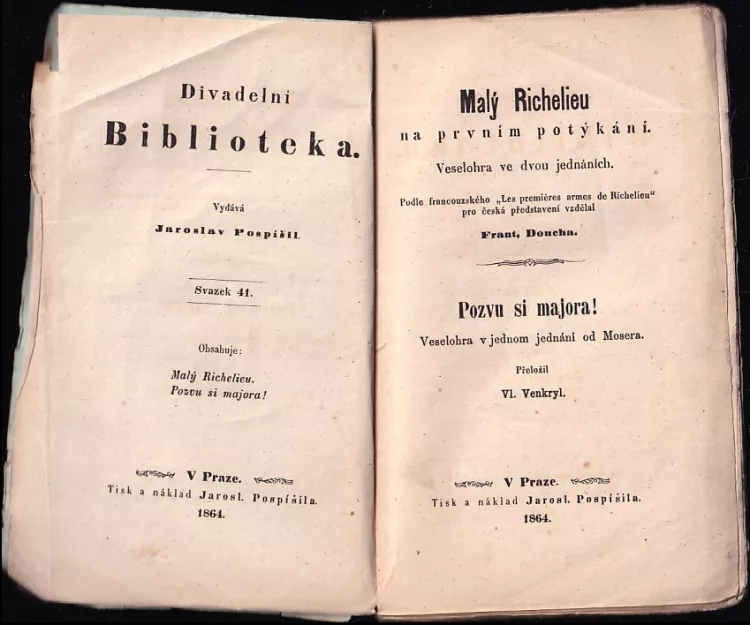 Divadelní
Biblioteka.
Vydává
Jaroslav Pospíšil
Svazek 41.
Obsahuje:
Malý Richelieu.
Pozvu si majora!
V Praze.
Tisk a náklad Jarosl. Pospíšila.
1864.
Malý Richelieu
na prvním potýkání.
Veselohra ve dvou jednáních.
Podle francouzského „Les premières armes de Richelieu“
pro česká představení vzdělal
Frant, Doucha.
Pozvu si majora!
Veselohra v jednom jednání od Mosera.
Přeložil
Vl. Venkryl.
V Praze.
Tisk a náklad Jarosl. Pospíšila.
1864.